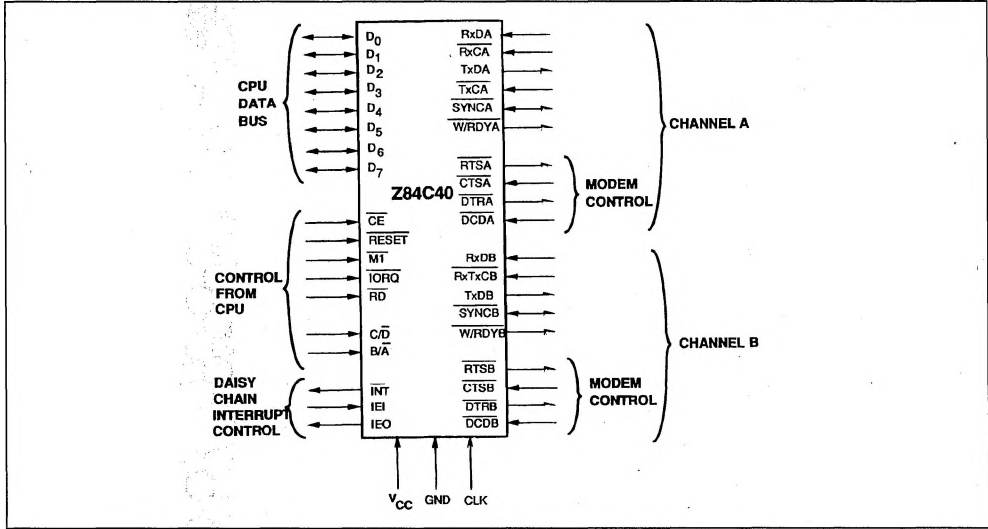 CPU
DATA
BUS
D0
D1
D2
D3
D4
D5
D6
D7
CONTROL
FROM
CPU
CE
RESET
M1
IORQ
RD
C/D
B/A
DAISY
CHAIN
INTERRUPT
CONTROL
INT
IEI
IEO
Z84C40
RxDA
RxCA
TxDA
TxCA
SYNCA
W/RDYA
RTSA
CTSA
DTRA
DCDA
MODEM
CONTROL
CHANNEL A
RxDB
RxTxCB
TxDB
SYNCB
W/RDYB
RTSB
CTSB
DTRB
DCDB
MODEM
CONTROL
CHANNEL B
VCC GND CLK